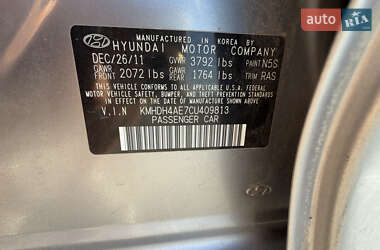 AUTO RIA
MANUFACTURED IN KOREA BY
HYUNDAI MOTOR COMPANY
DEC/26/11 GVWR 3792 lbs PAINT N5S
GAWR FRONT 2072 lbs GAWR REAR 1764 lbs TRIM RAS
THIS VEHICLE CONFORMS TO ALL APPLICABLE U.S.A. FEDERAL
MOTOR VEHICLE SAFETY, BUMPER, AND THEFT PREVENTION
STANDARDS IN EFFECT ON THE DATE OF MANUFACTURE SHOWN ABOVE.
V.I.N KMHDH4AE7CU409813
PASSENGER CAR